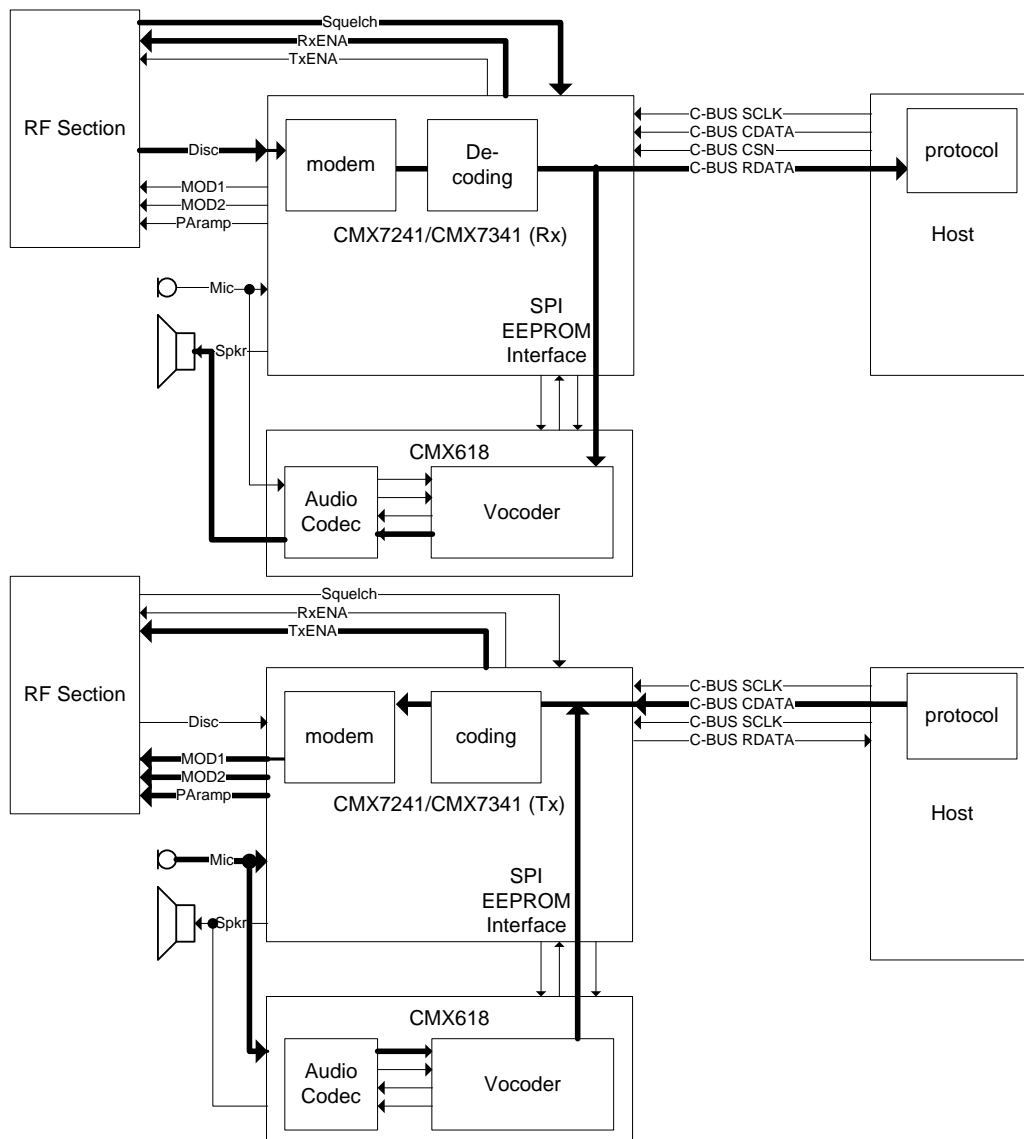 Squelch
RxENA
TxENA
RF Section
Disc
MOD1
MOD2
PAramp
modem
De-
coding
CMX7241/CMX7341 (Rx)
C-BUS SCLK
C-BUS CDATA
C-BUS CSN
C-BUS RDATA
protocol
Host
Mic
Spkr
SPI
EEPROM
Interface
CMX618
Audio
Codec
Vocoder
Squelch
RxENA
TxENA
RF Section
Disc
MOD1
MOD2
PAramp
modem
coding
CMX7241/CMX7341 (Tx)
C-BUS SCLK
C-BUS CDATA
C-BUS SCLK
C-BUS RDATA
protocol
Host
Mic
Spkr
SPI
EEPROM
Interface
CMX618
Audio
Codec
Vocoder